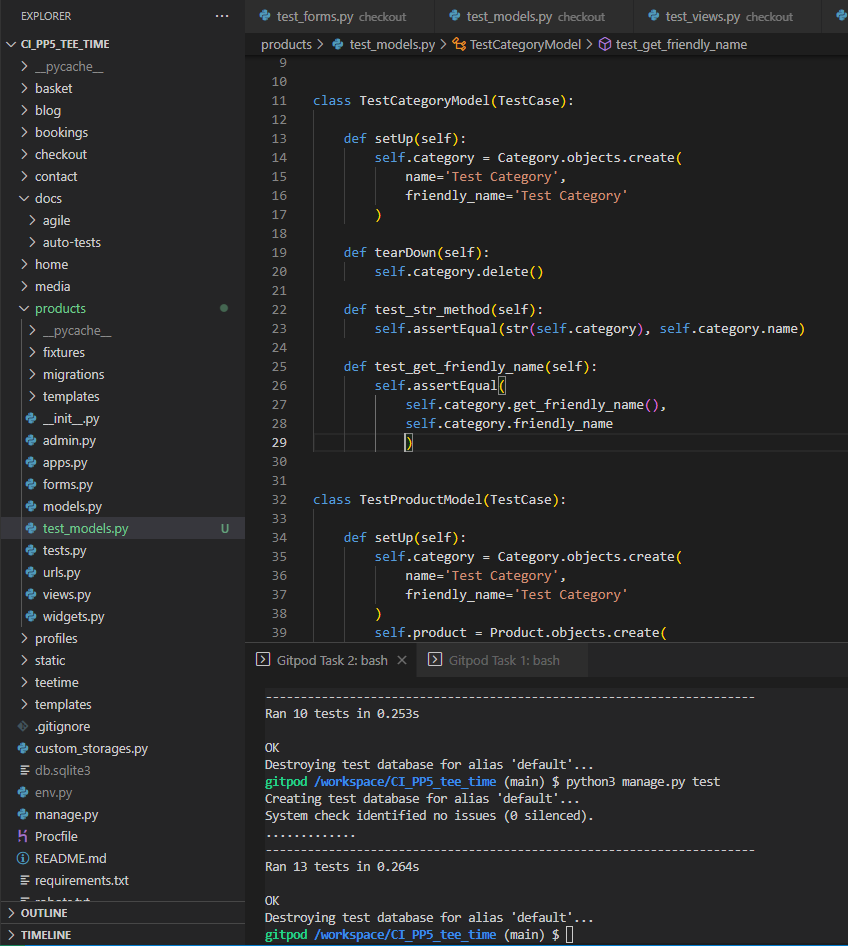 EXPLORER
CI_PP5_TEE_TIME
__pycache__
basket
blog
bookings
checkout
contact
docs
agile
auto-tests
home
media
products
__pycache__
fixtures
migrations
templates
__init__.py
admin.py
apps.py
forms.py
models.py
test_models.py U
tests.py
urls.py
views.py
widgets.py
profiles
static
teetime
templates
.gitignore
custom_storages.py
db.sqlite3
env.py
manage.py
Procfile
README.md
requirements.txt
robots.txt
OUTLINE
TIMELINE
test_forms.py checkout test_models.py checkout test_views.py checkout
products > test_models.py > TestCategoryModel > test_get_friendly_name
9
10
11 class TestCategoryModel(TestCase):
12
13 def setUp(self):
14 self.category = Category.objects.create(
15 name='Test Category',
16 friendly_name='Test Category'
17 )
18
19 def tearDown(self):
20 self.category.delete()
21
22 def test_str_method(self):
23 self.assertEqual(str(self.category), self.category.name)
24
25 def test_get_friendly_name(self):
26 self.assertEqual(
27 self.category.get_friendly_name(),
28 self.category.friendly_name
29 )
30
31
32 class TestProductModel(TestCase):
33
34 def setUp(self):
35 self.category = Category.objects.create(
36 name='Test Category',
37 friendly_name='Test Category'
38 )
39 self.product = Product.objects.create(
Gitpod Task 2: bash Gitpod Task 1: bash
----------------------------------------------------------------------
Ran 10 tests in 0.253s
OK
Destroying test database for alias 'default'...
gitpod /workspace/CI_PP5_tee_time (main) $ python3 manage.py test
Creating test database for alias 'default'...
System check identified no issues (0 silenced).
.............
----------------------------------------------------------------------
Ran 13 tests in 0.264s
OK
Destroying test database for alias 'default'...
gitpod /workspace/CI_PP5_tee_time (main) $